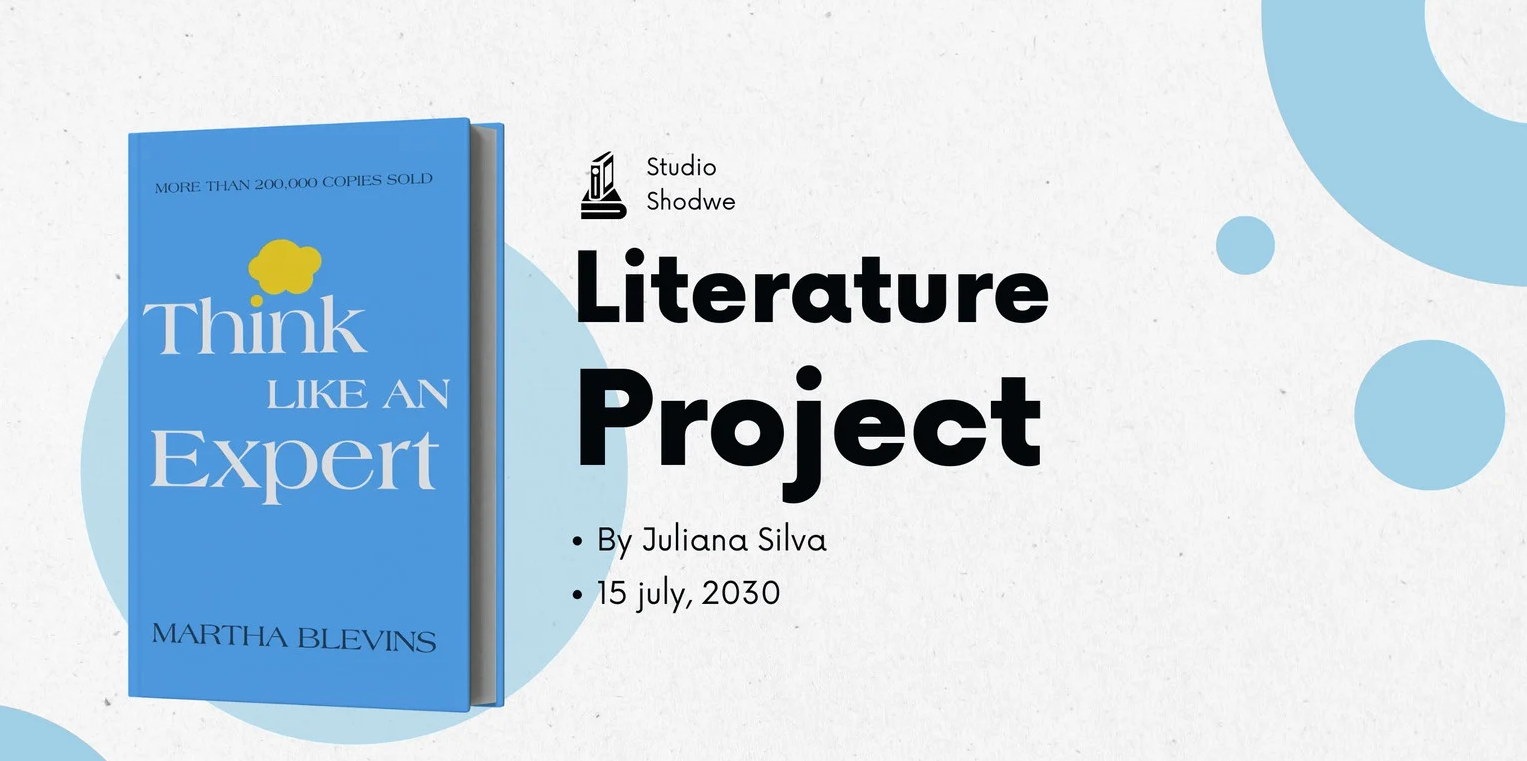 MORE THAN 200,000 COPIES SOLD
Think
LIKE AN
Expert
MARTHA BLEVINS
Studio
Shodwe
Literature
Project
• By Juliana Silva
• 15 july, 2030